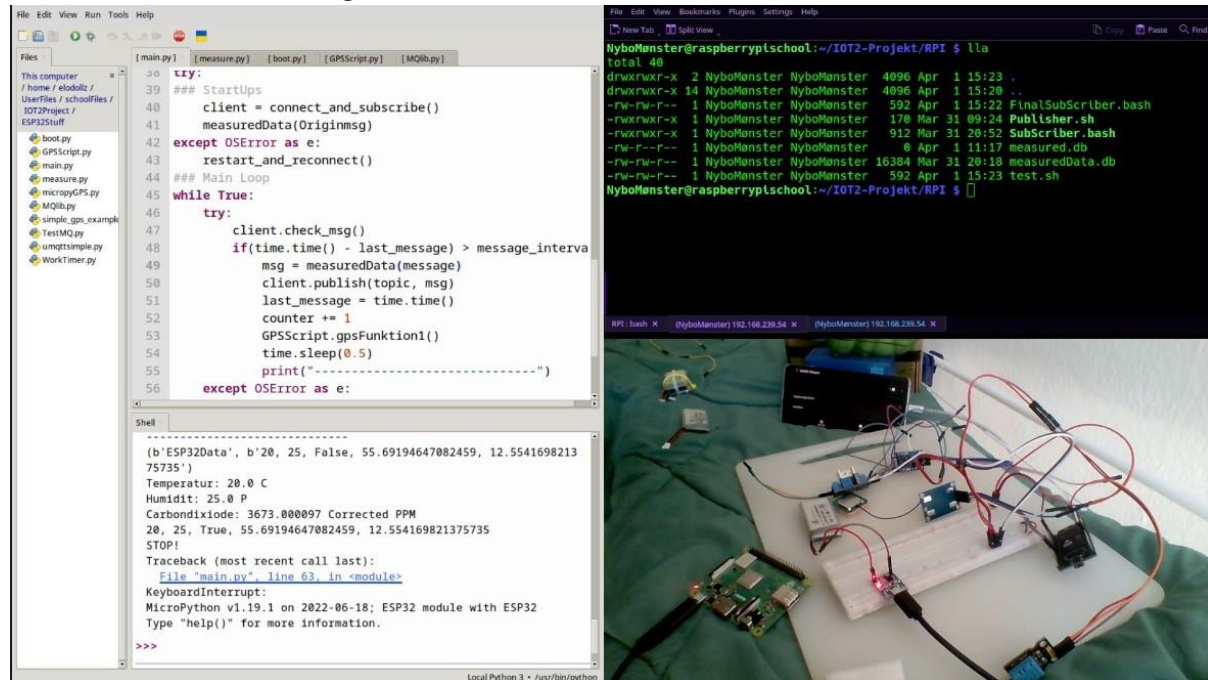 File Edit View Run Tools Help
Files
This computer
/ home / elodollz /
UserFiles / schoolFiles /
IOT2Project /
ESP32Stuff
boot.py
GPSScript.py
main.py
measure.py
micropyGPS.py
MQlib.py
simple_gps_example
TestMQ.py
umqttsimple.py
WorkTimer.py
[ main.py ] [ measure.py ] [ boot.py ] [ GPSScript.py ] [ MQlib.py ]
38 try:
39 ### StartUps
40 client = connect_and_subscribe()
41 measuredData(Originmsg)
42 except OSError as e:
43 restart_and_reconnect()
44 ### Main Loop
45 while True:
46 try:
47 client.check_msg()
48 if(time.time() - last_message) > message_interva
49 msg = measuredData(message)
50 client.publish(topic, msg)
51 last_message = time.time()
52 counter += 1
53 GPSScript.gpsFunktion1()
54 time.sleep(0.5)
55 print("------------------------------")
56 except OSError as e:
Shell
------------------------------
(b'ESP32Data', b'20, 25, False, 55.69194647082459, 12.5541698213
75735')
Temperatur: 20.0 C
Humidit: 25.0 P
Carbondixiode: 3673.000097 Corrected PPM
20, 25, True, 55.69194647082459, 12.554169821375735
STOP!
Traceback (most recent call last):
File "main.py", line 63, in <module>
KeyboardInterrupt:
MicroPython v1.19.1 on 2022-06-18; ESP32 module with ESP32
Type "help()" for more information.
>>>
Local Python 3 • /usr/bin/python
File Edit View Bookmarks Plugins Settings Help
New Tab Split View Copy Paste Find
NyboMønster@raspberrypischool:~/IOT2-Projekt/RPI $ lla
total 40
drwxrwxr-x 2 NyboMønster NyboMønster 4096 Apr 1 15:23 .
drwxrwxr-x 14 NyboMønster NyboMønster 4096 Apr 1 15:20 ..
-rw-rw-r-- 1 NyboMønster NyboMønster 592 Apr 1 15:22 FinalSubScriber.bash
-rwxrwxr-x 1 NyboMønster NyboMønster 170 Mar 31 09:24 Publisher.sh
-rwxrwxr-x 1 NyboMønster NyboMønster 912 Mar 31 20:52 SubScriber.bash
-rw-r--r-- 1 NyboMønster NyboMønster 0 Apr 1 11:17 measured.db
-rw-rw-r-- 1 NyboMønster NyboMønster 16384 Mar 31 20:18 measuredData.db
-rw-rw-r-- 1 NyboMønster NyboMønster 592 Apr 1 15:23 test.sh
NyboMønster@raspberrypischool:~/IOT2-Projekt/RPI $
RPI : bash (NyboMønster) 192.168.239.54 (NyboMønster) 192.168.239.54